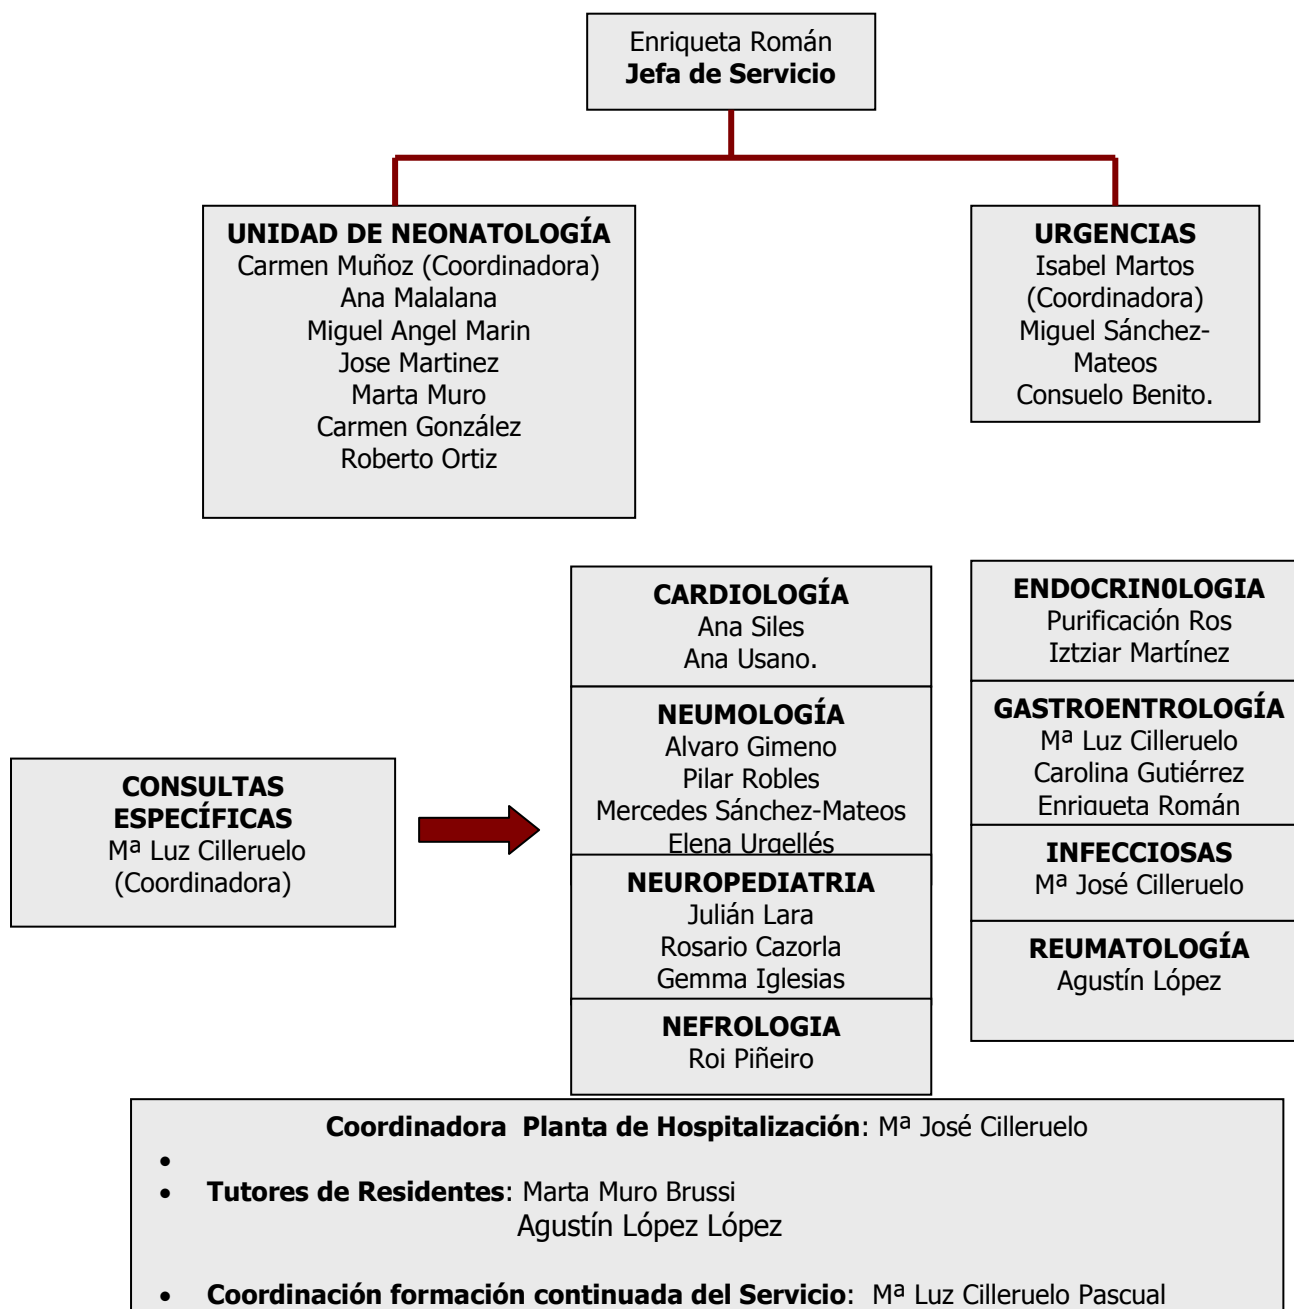 Enriqueta Román
Jefa de Servicio
UNIDAD DE NEONATOLOGÍA
Carmen Muñoz (Coordinadora)
Ana Malalana
Miguel Angel Marin
Jose Martinez
Marta Muro
Carmen González
Roberto Ortiz
URGENCIAS
Isabel Martos
(Coordinadora)
Miguel Sánchez-
Mateos
Consuelo Benito.
CONSULTAS
ESPECÍFICAS
Mª Luz Cilleruelo
(Coordinadora)
CARDIOLOGÍA
Ana Siles
Ana Usano.
NEUMOLOGÍA
Alvaro Gimeno
Pilar Robles
Mercedes Sánchez-Mateos
Elena Urgellés
NEUROPEDIATRIA
Julián Lara
Rosario Cazorla
Gemma Iglesias
NEFROLOGIA
Roi Piñeiro
ENDOCRIN0LOGIA
Purificación Ros
Iztziar Martínez
GASTROENTROLOGÍA
Mª Luz Cilleruelo
Carolina Gutiérrez
Enriqueta Román
INFECCIOSAS
Mª José Cilleruelo
REUMATOLOGÍA
Agustín López
Coordinadora  Planta de Hospitalización: Mª José Cilleruelo
•
• Tutores de Residentes: Marta Muro Brussi
Agustín López López
• Coordinación formación continuada del Servicio:  Mª Luz Cilleruelo Pascual